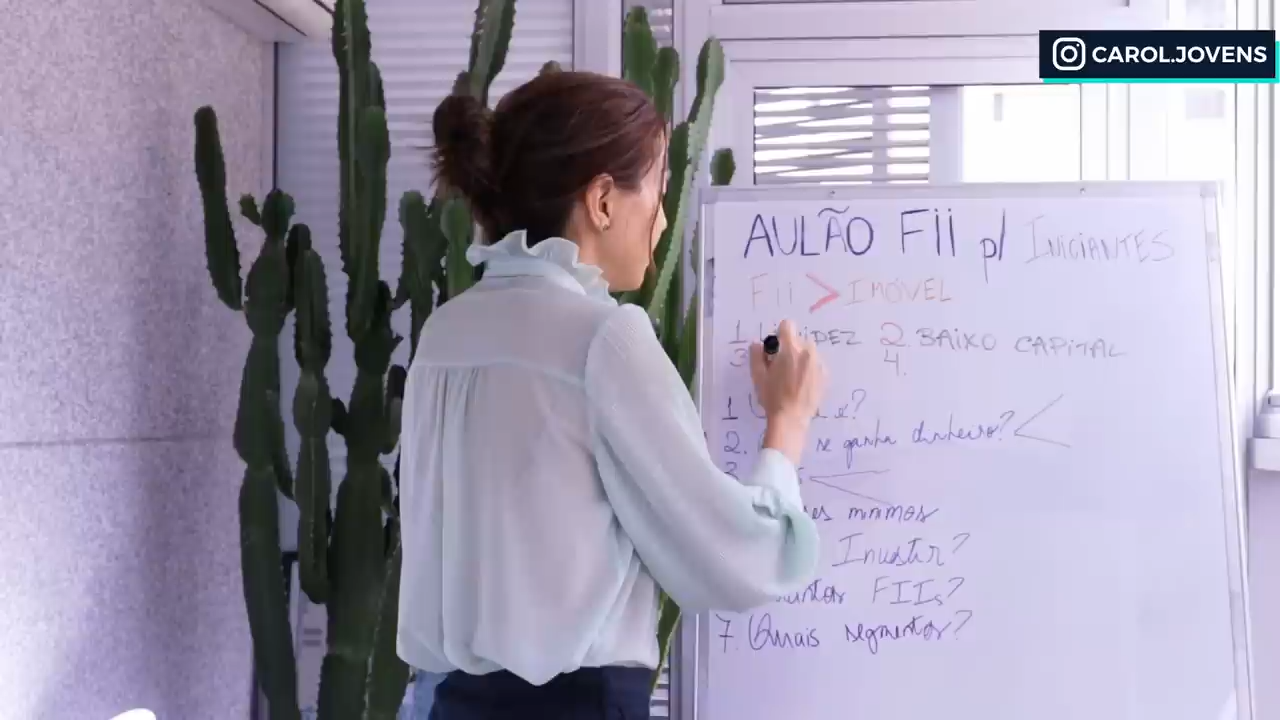 CAROL.JOVENS
AULÃO FII p/ INICIANTES
FII > IMÓVEL
1. LIQUIDEZ 2. BAIXO CAPITAL
3 4.
1 é?
2. se ganha dinheiro?
3
mínimos
Investir?
FIIs?
7. Quais segmentos?